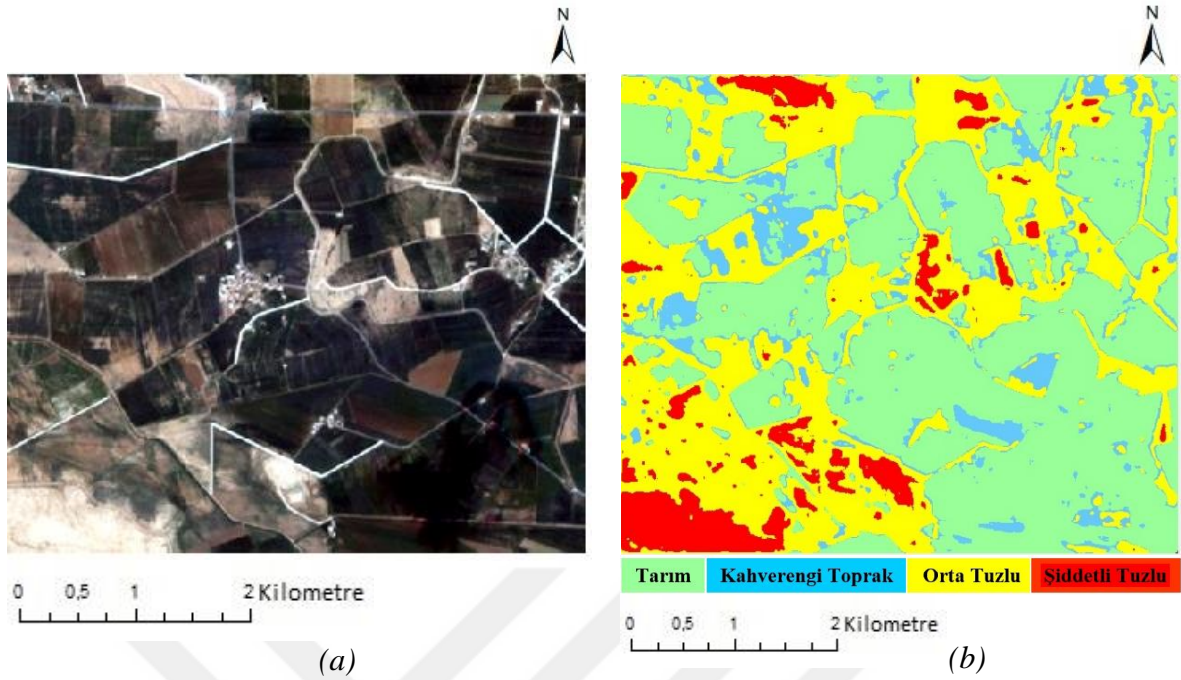 N
N
Tarım Kahverengi Toprak Orta Tuzlu Şiddetli Tuzlu
0 0,5 1 2 Kilometre
0 0,5 1 2 Kilometre
(a)
(b)